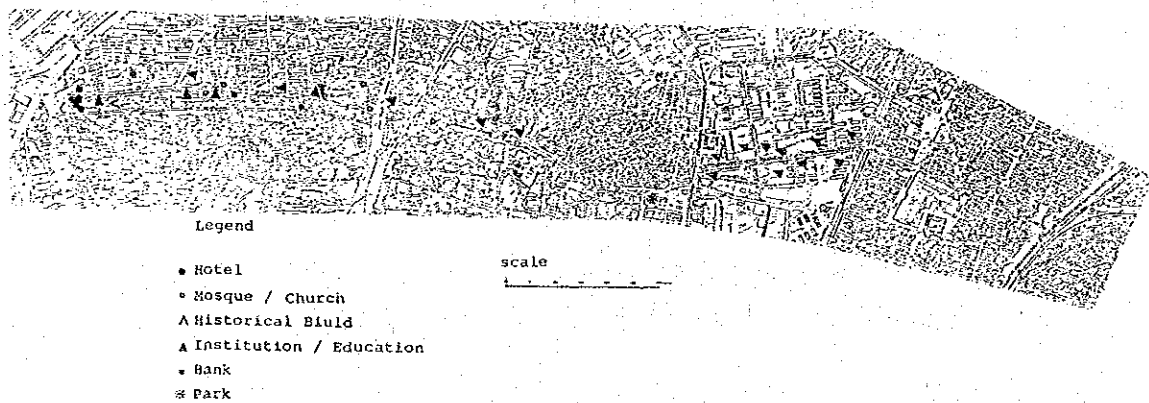 Legend
Hotel
Mosque / Church
Historical Biuld
Institution / Education
Bank
Park
scale